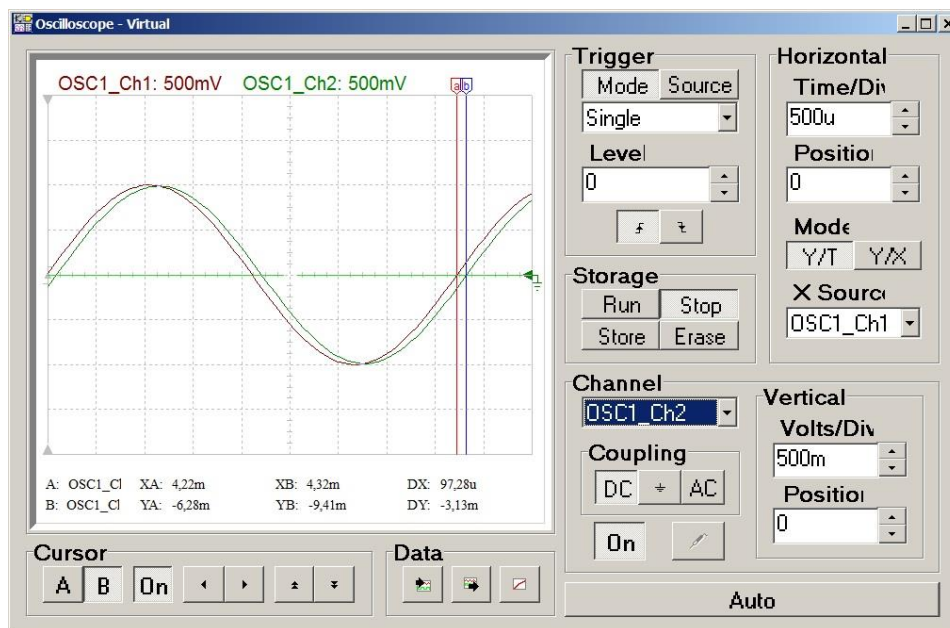 Oscilloscope - Virtual
OSC1_Ch1: 500mV OSC1_Ch2: 500mV
a b
A: OSC1_Cl XA: 4,22m XB: 4,32m DX: 97,28u
B: OSC1_Cl YA: -6,28m YB: -9,41m DY: -3,13m
Cursor
A B On
Data
Trigger
Mode Source
Single
Level
0
Storage
Run Stop
Store Erase
Horizontal
Time/Div
500u
Position
0
Mode
Y/T Y/X
X Source
OSC1_Ch1
Channel
OSC1_Ch2
Coupling
DC AC
On
Vertical
Volts/Div
500m
Position
0
Auto